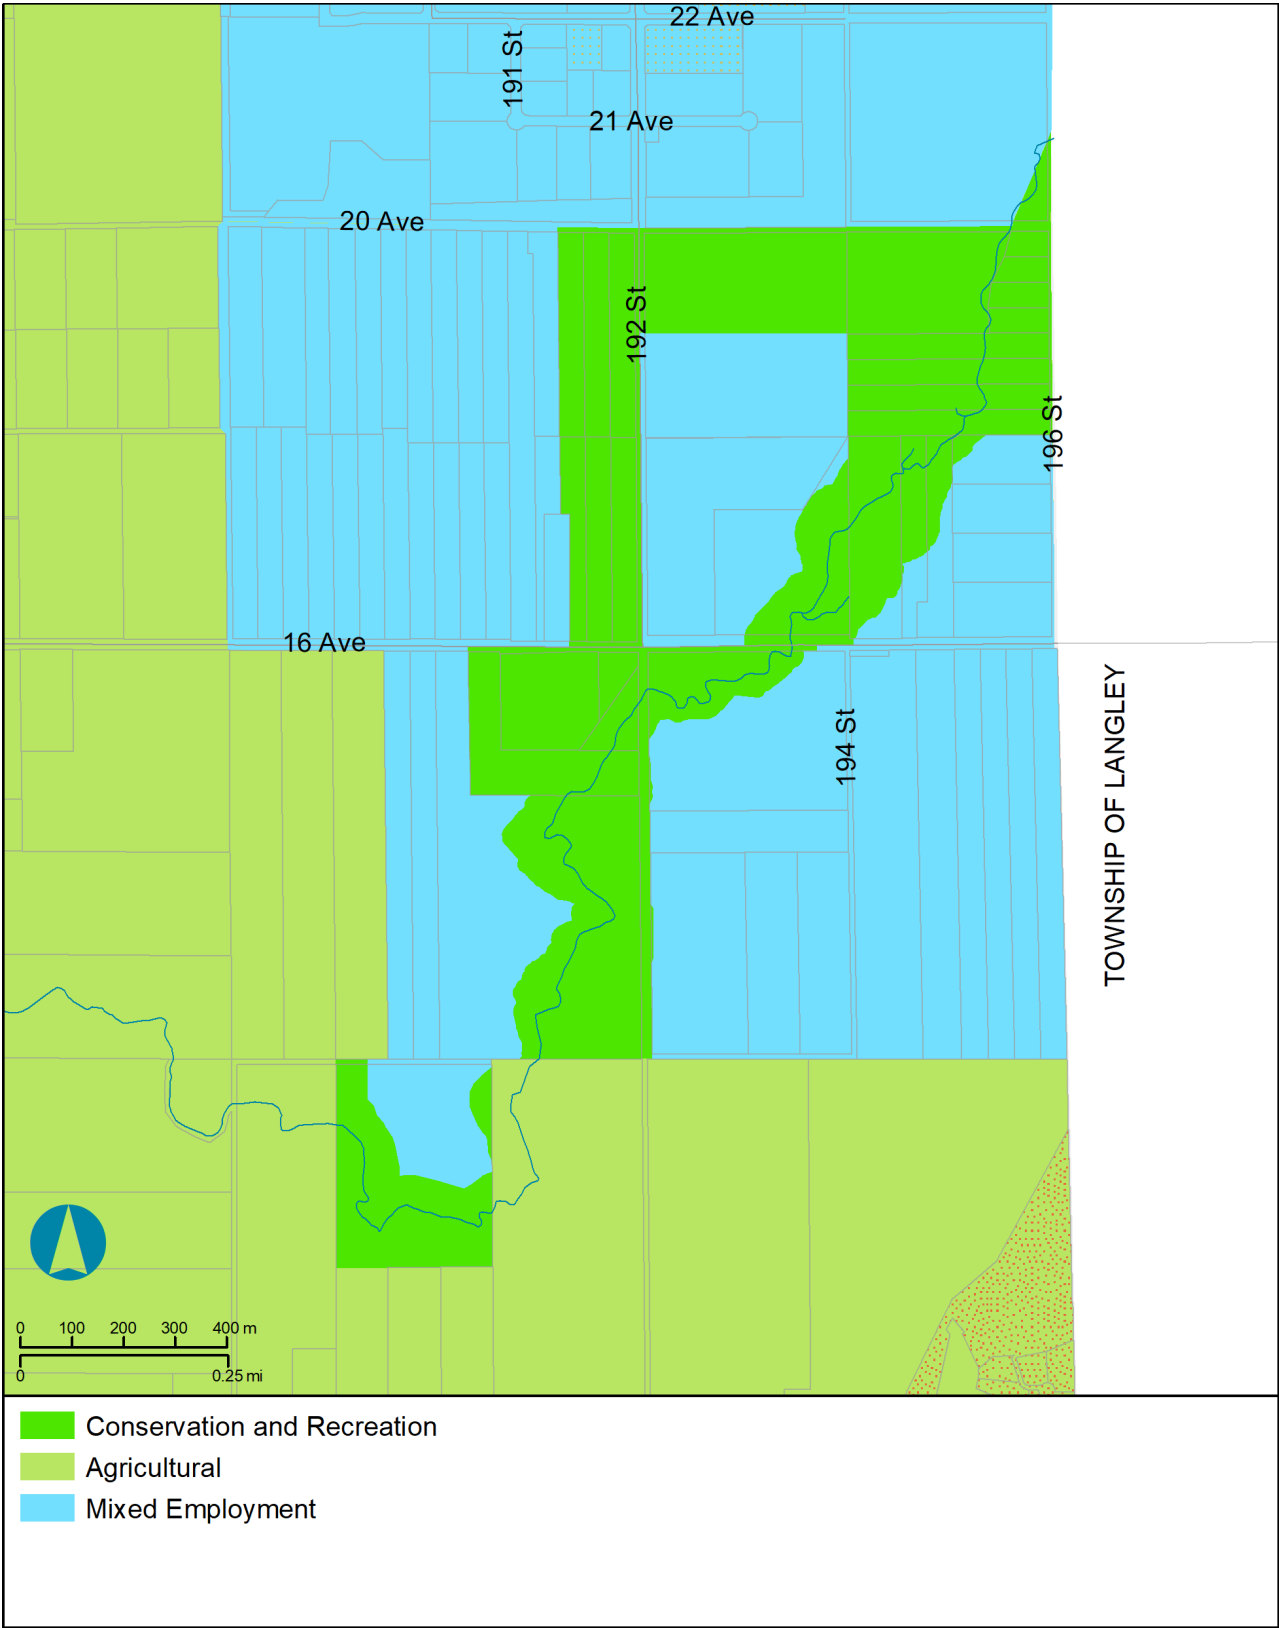 22 Ave
191 St
21 Ave
20 Ave
192 St
196 St
16 Ave
194 St
TOWNSHIP OF LANGLEY
0 100 200 300 400 m
0 0.25 mi
Conservation and Recreation
Agricultural
Mixed Employment